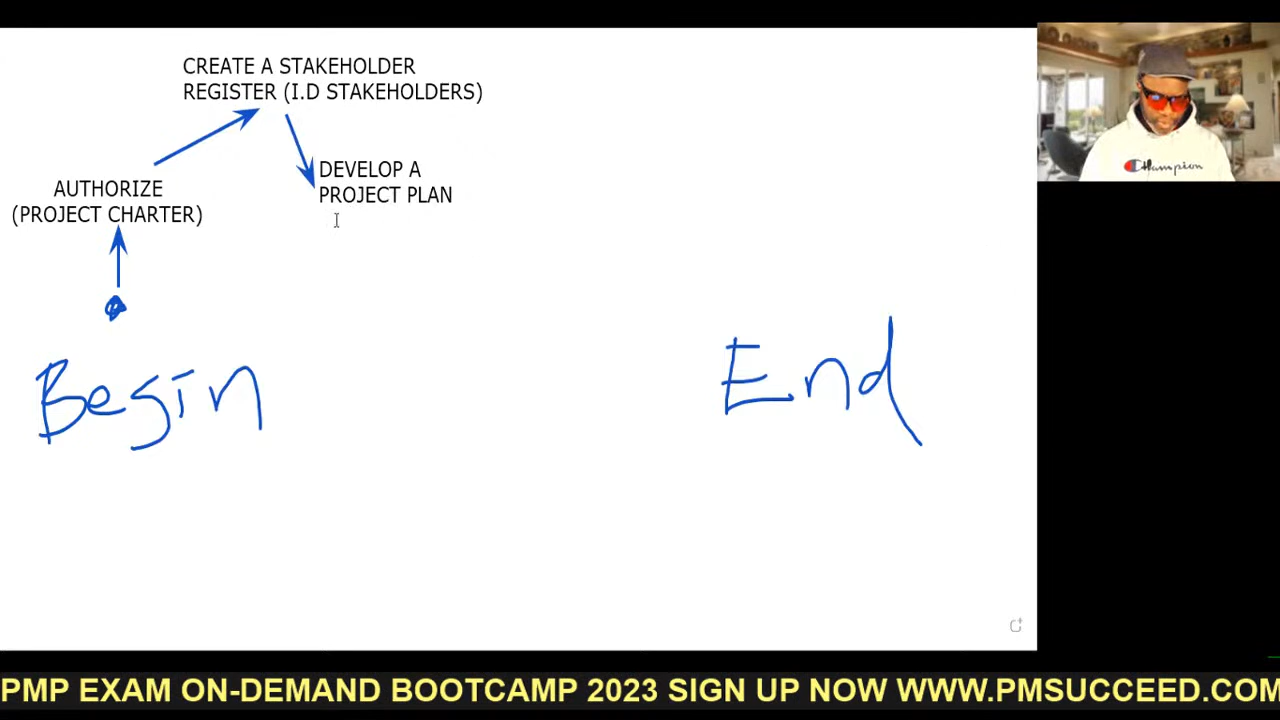 CREATE A STAKEHOLDER
REGISTER (I.D STAKEHOLDERS)
DEVELOP A
PROJECT PLAN
AUTHORIZE
(PROJECT CHARTER)
Begin
End
Champion
PMP EXAM ON-DEMAND BOOTCAMP 2023 SIGN UP NOW WWW.PMSUCCEED.COM